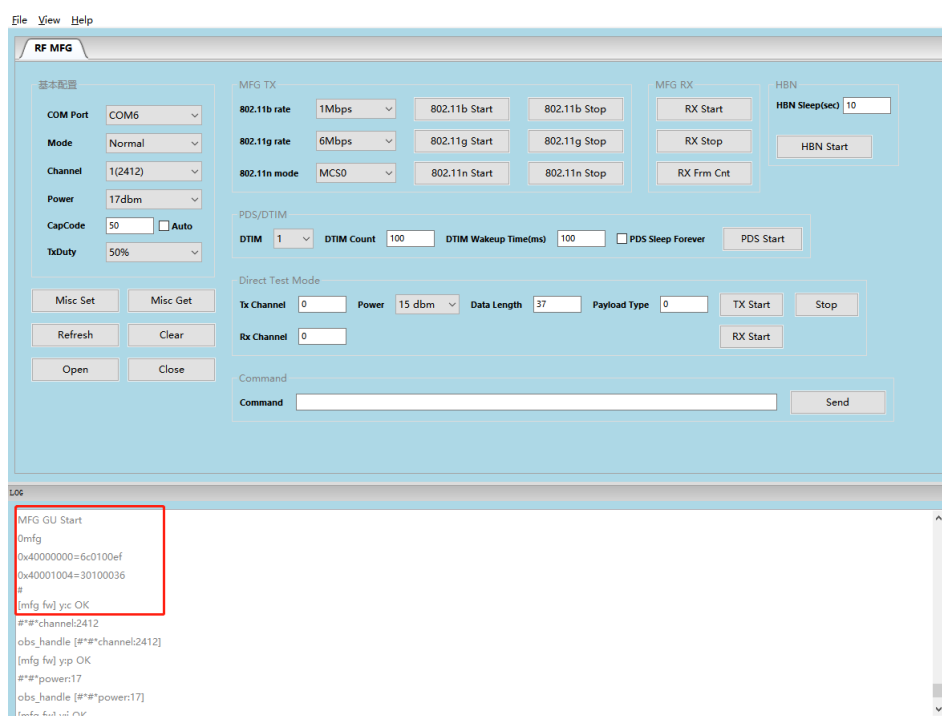 File View Help
RF MFG
基本配置
COM Port COM6
Mode Normal
Channel 1(2412)
Power 17dbm
CapCode 50 Auto
TxDuty 50%
Misc Set Misc Get
Refresh Clear
Open Close
MFG TX
802.11b rate 1Mbps 802.11b Start 802.11b Stop
802.11g rate 6Mbps 802.11g Start 802.11g Stop
802.11n mode MCS0 802.11n Start 802.11n Stop
MFG RX
RX Start
RX Stop
RX Frm Cnt
HBN
HBN Sleep(sec) 10
HBN Start
PDS/DTIM
DTIM 1 DTIM Count 100 DTIM Wakeup Time(ms) 100 PDS Sleep Forever PDS Start
Direct Test Mode
Tx Channel 0 Power 15 dbm Data Length 37 Payload Type 0 TX Start Stop
Rx Channel 0 RX Start
Command
Command Send
LOG
MFG GU Start
0mfg
0x40000000=6c0100ef
0x40001004=30100036
#
[mfg fw] y:c OK
#*#*channel:2412
obs_handle [#*#*channel:2412]
[mfg fw] y:p OK
#*#*power:17
obs_handle [#*#*power:17]
[mfg fw] y:i OK